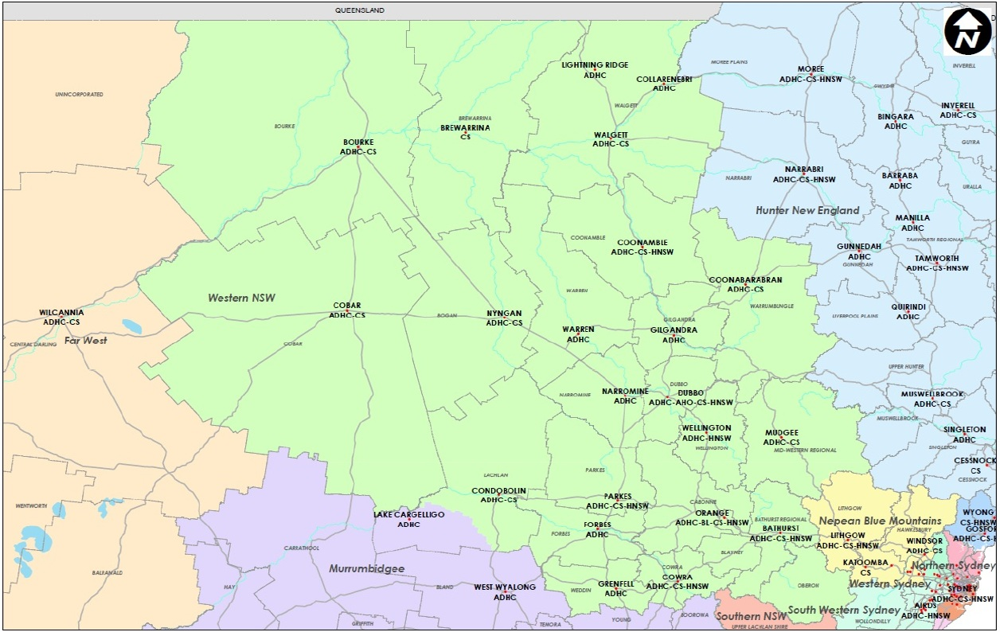 QUEENSLAND
N
D
UNINCORPORATED
BOURKE
BREWARRINA
WALGETT
MOREE PLAINS
GWYDIR
INVERELL
LIGHTNING RIDGE
ADHC
COLLARENEBRI
ADHC
MOREE
ADHC-CS-HNSW
INVERELL
ADHC-CS
BINGARA
ADHC
BREWARRINA
CS
BOURKE
ADHC-CS
WALGETT
ADHC-CS
GUYRA
NARRABRI
NARRABRI
ADHC-CS-HNSW
BARRABA
ADHC
URALLA
Hunter New England
MANILLA
ADHC
TAMWORTH REGIONAL
COONAMBLE
COONAMBLE
ADHC-CS-HNSW
GUNNEDAH
ADHC
GUNNEDAH
TAMWORTH
ADHC-CS-HNSW
COONABARABRAN
ADHC-CS
WARREN
WARRUMBUNGLE
Western NSW
COBAR
ADHC-CS
BOGAN
NYNGAN
ADHC-CS
QUIRINDI
ADHC
LIVERPOOL PLAINS
WILCANNIA
ADHC-CS
CENTRAL DARLING
Far West
COBAR
WARREN
ADHC
GILGANDRA
GILGANDRA
ADHC
UPPER HUNTER
DUBBO
NARROMINE
NARROMINE
ADHC
DUBBO
ADHC-AHO-CS-HNSW
MUSWELLBROOK
ADHC-CS
MUSWELLBROOK
WELLINGTON
ADHC-HNSW
WELLINGTON
MUDGEE
ADHC-CS
MID-WESTERN REGIONAL
SINGLETON
ADHC
SINGLETON
CESSNOCK
CS
CESSNOCK
LACHLAN
PARKES
CONDOBOLIN
ADHC-CS
PARKES
ADHC-CS-HNSW
CABONNE
WENTWORTH
LAKE CARGELLIGO
ADHC
FORBES
FORBES
ADHC
ORANGE
ADHC-BL-CS-HNSW
BATHURST REGIONAL
BATHURST
ADHC-CS-HNSW
LITHGOW
Nepean Blue Mountains
HAWKESBURY
LITHGOW
ADHC-CS-HNSW
WINDSOR
ADHC-CS
WYONG
CS-HNSW
GOSFOR
ADHC-CS-H
CARRATHOOL
BLAYNEY
Murrumbidgee
BALRANALD
KATOOMBA
CS
Northern Sydney
COWRA
COWRA
ADHC-CS-HNSW
HAY
BLAND
WEST WYALONG
ADHC
WEDDIN
GRENFELL
ADHC
OBERON
Western Sydney
SYDNEY
ADHC-CS-HNSW
South Western Sydney
AIRDS
ADHC-HNSW
WOLLONDILLY
GRIFFITH
TEMORA
YOUNG
BOOROWA
Southern NSW
UPPER LACHLAN SHIRE